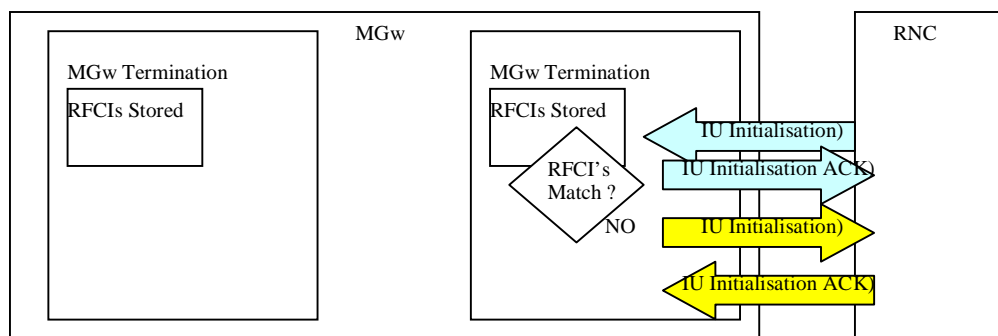 MGw
RNC
MGw Termination
RFCIs Stored
MGw Termination
RFCIs Stored
RFCI's
Match ?
NO
IU Initialisation)
IU Initialisation ACK)
IU Initialisation)
IU Initialisation ACK)